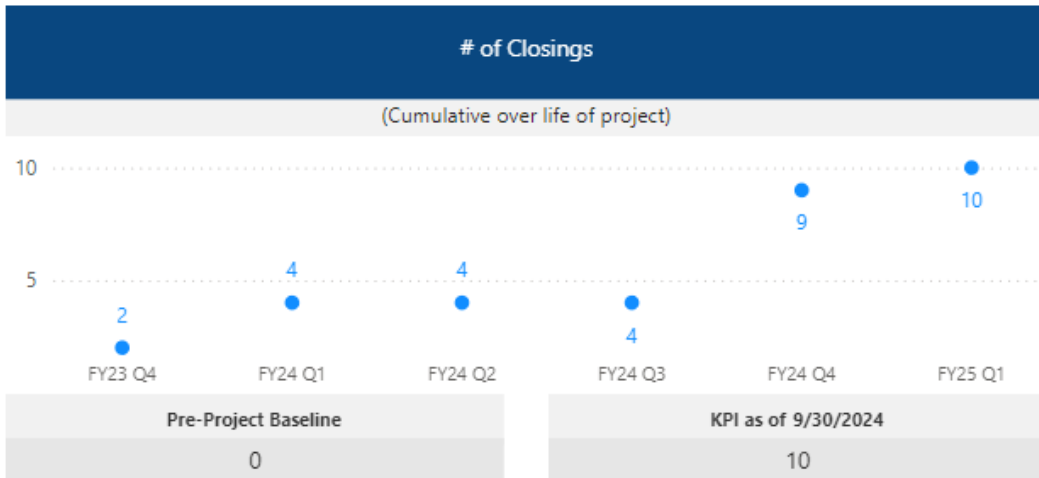 # of Closings
(Cumulative over life of project)
10
10
9
5
4
4
4
2
FY23 Q4 FY24 Q1 FY24 Q2 FY24 Q3 FY24 Q4 FY25 Q1
Pre-Project Baseline KPI as of 9/30/2024
0 10